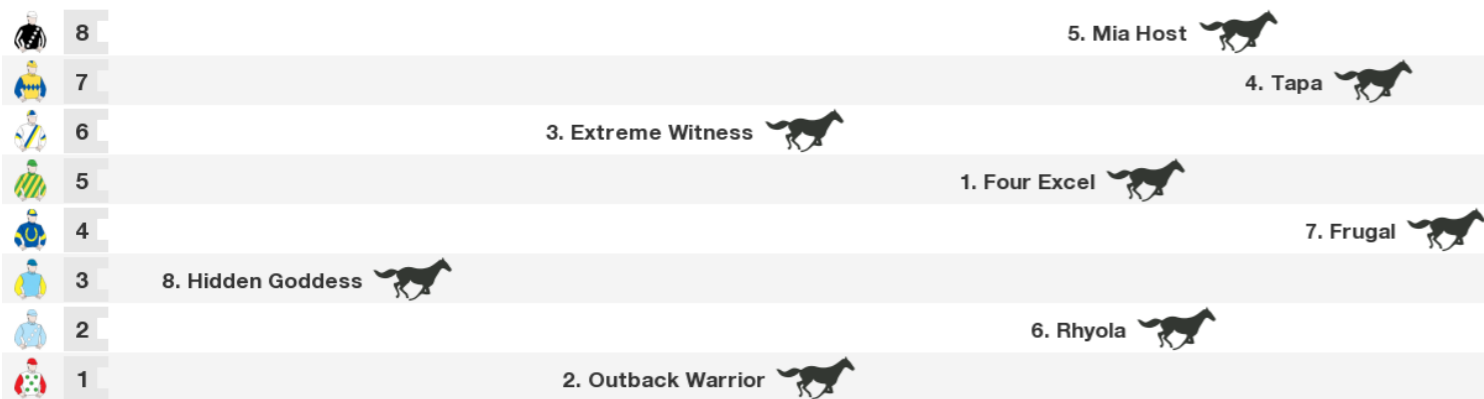 8 5. Mia Host
7 4. Tapa
6 3. Extreme Witness
5 1. Four Excel
4 7. Frugal
3 8. Hidden Goddess
2 6. Rhyola
1 2. Outback Warrior